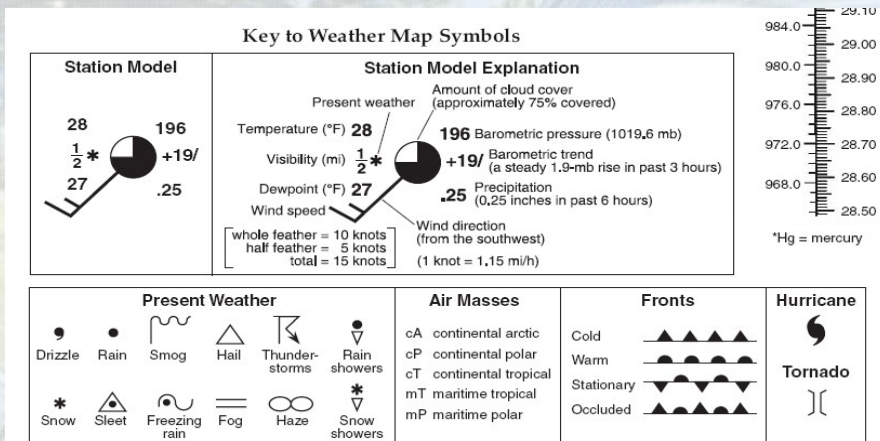 Key to Weather Map Symbols
Station Model
28
196
1/2 *
+19/
27
.25
Station Model Explanation
Present weather
Amount of cloud cover
(approximately 75% covered)
Temperature (°F) 28
196 Barometric pressure (1019.6 mb)
Visibility (mi) 1/2 *
+19/ Barometric trend
(a steady 1.9-mb rise in past 3 hours)
Dewpoint (°F) 27
.25 Precipitation
(0.25 inches in past 6 hours)
Wind speed
whole feather = 10 knots
half feather = 5 knots
total = 15 knots
Wind direction
(from the southwest)
(1 knot = 1.15 mi/h)
29.10
984.0
29.00
980.0
28.90
976.0
28.80
972.0
28.70
968.0
28.60
28.50
*Hg = mercury
Present Weather
Drizzle Rain Smog Hail Thunder-
storms Rain
showers
Snow Sleet Freezing
rain Fog Haze Snow
showers
Air Masses
cA continental arctic
cP continental polar
cT continental tropical
mT maritime tropical
mP maritime polar
Fronts
Cold
Warm
Stationary
Occluded
Hurricane
Tornado